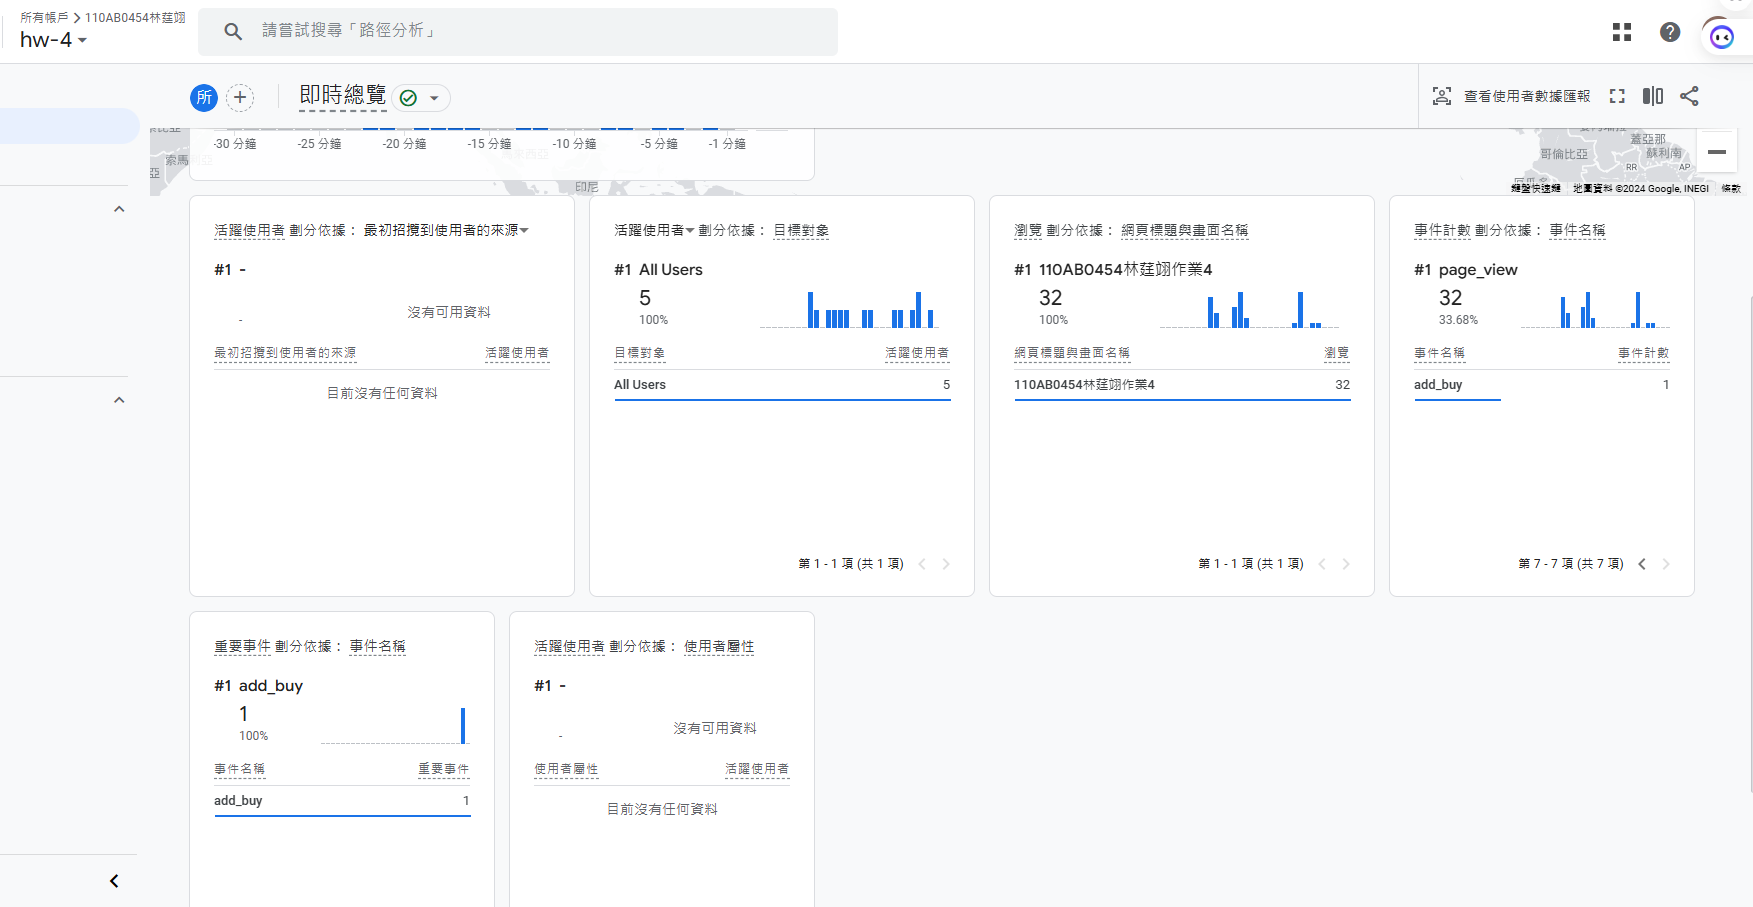 所有帳戶 > 110AB0454林莛翊
hw-4
請嘗試搜尋「路徑分析」
所
即時總覽
查看使用者數據匯報
-30 分鐘
-25 分鐘
-20 分鐘
-15 分鐘
-10 分鐘
-5 分鐘
-1 分鐘
索馬利亞
亞
印尼
蓋亞那
哥倫比亞
蘇利南
RR
AP
鍵盤快速鍵
地圖資料 ©2024 Google, INEGI
條款
活躍使用者 劃分依據： 最初招攬到使用者的來源
#1 -
-
沒有可用資料
最初招攬到使用者的來源
活躍使用者
目前沒有任何資料
活躍使用者 劃分依據： 目標對象
#1 All Users
5
100%
目標對象
活躍使用者
All Users
5
第 1 - 1 項 (共 1 項)
瀏覽 劃分依據： 網頁標題與畫面名稱
#1 110AB0454林莛翊作業4
32
100%
網頁標題與畫面名稱
瀏覽
110AB0454林莛翊作業4
32
第 1 - 1 項 (共 1 項)
事件計數 劃分依據： 事件名稱
#1 page_view
32
33.68%
事件名稱
事件計數
add_buy
1
第 7 - 7 項 (共 7 項)
重要事件 劃分依據： 事件名稱
#1 add_buy
1
100%
事件名稱
重要事件
add_buy
1
活躍使用者 劃分依據： 使用者屬性
#1 -
-
沒有可用資料
使用者屬性
活躍使用者
目前沒有任何資料